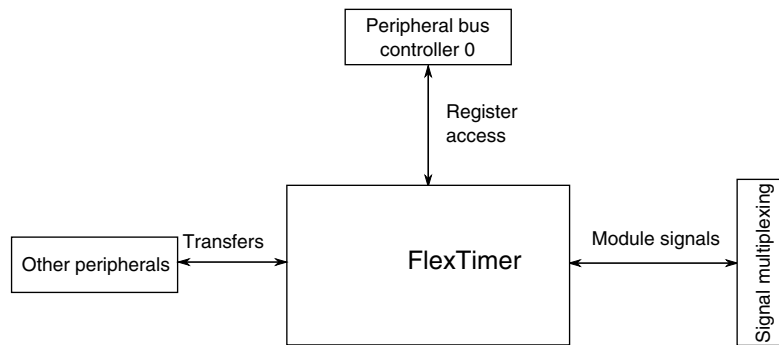 Peripheral bus
controller 0
Register
access
Transfers
Other peripherals
FlexTimer
Module signals
Signal multiplexing